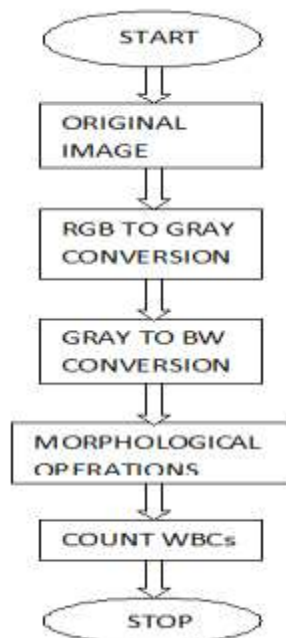 START
ORIGINAL
IMAGE
RGB TO GRAY
CONVERSION
GRAY TO BW
CONVERSION
MORPHOLOGICAL
OPERATIONS
COUNT WBCs
STOP